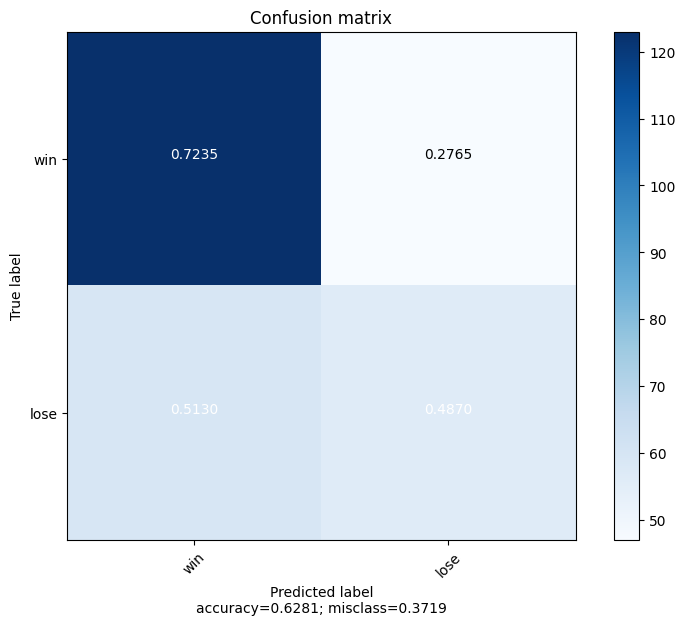 Confusion matrix
win
0.7235
0.2765
lose
0.5130
0.4870
True label
win
lose
Predicted label
accuracy=0.6281; misclass=0.3719
120
110
100
90
80
70
60
50